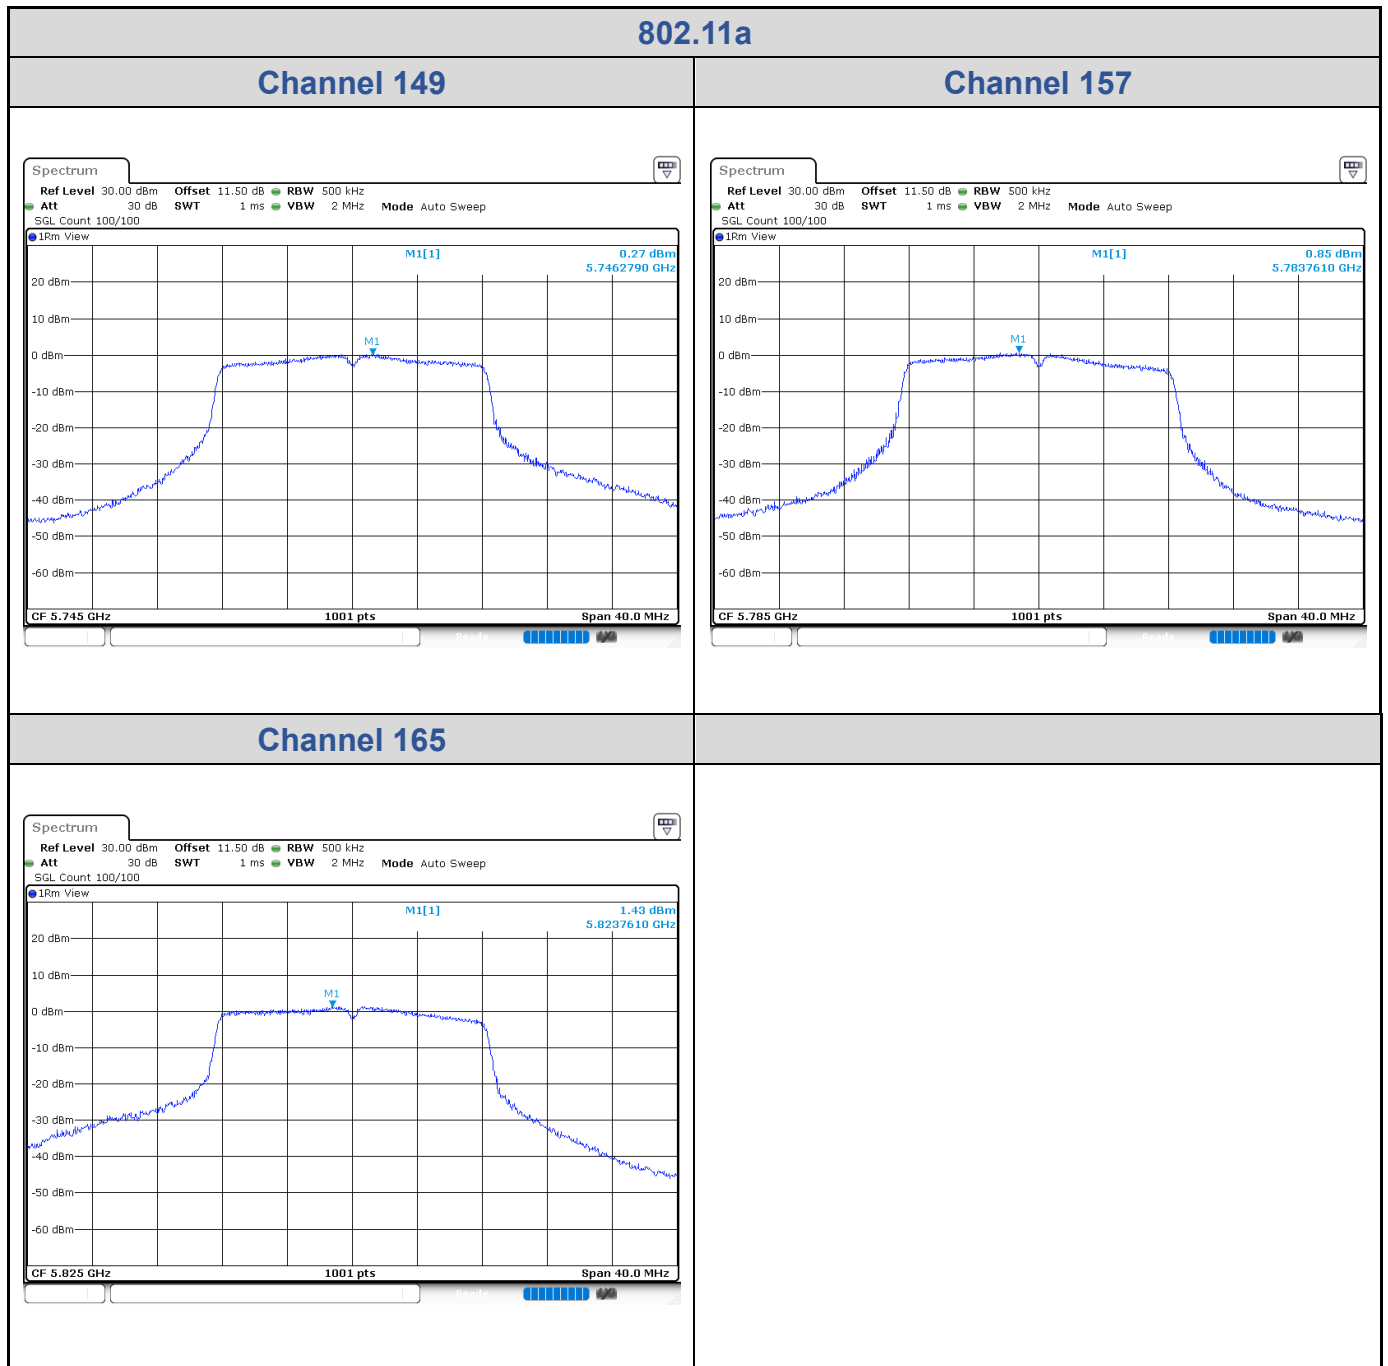 802.11a
Channel 149
Channel 157
Spectrum
Ref Level 30.00 dBm Offset 11.50 dB RBW 500 kHz
Att 30 dB SWT 1 ms VBW 2 MHz Mode Auto Sweep
SGL Count 100/100
1Rm View
M1[1] 0.27 dBm
5.7462790 GHz
20 dBm
10 dBm
M1
0 dBm
-10 dBm
-20 dBm
-30 dBm
-40 dBm
-50 dBm
-60 dBm
CF 5.745 GHz 1001 pts Span 40.0 MHz
Ready
Spectrum
Ref Level 30.00 dBm Offset 11.50 dB RBW 500 kHz
Att 30 dB SWT 1 ms VBW 2 MHz Mode Auto Sweep
SGL Count 100/100
1Rm View
M1[1] 0.85 dBm
5.7837610 GHz
20 dBm
10 dBm
M1
0 dBm
-10 dBm
-20 dBm
-30 dBm
-40 dBm
-50 dBm
-60 dBm
CF 5.785 GHz 1001 pts Span 40.0 MHz
Ready
Channel 165
Spectrum
Ref Level 30.00 dBm Offset 11.50 dB RBW 500 kHz
Att 30 dB SWT 1 ms VBW 2 MHz Mode Auto Sweep
SGL Count 100/100
1Rm View
M1[1] 1.43 dBm
5.8237610 GHz
20 dBm
10 dBm
M1
0 dBm
-10 dBm
-20 dBm
-30 dBm
-40 dBm
-50 dBm
-60 dBm
CF 5.825 GHz 1001 pts Span 40.0 MHz
Ready